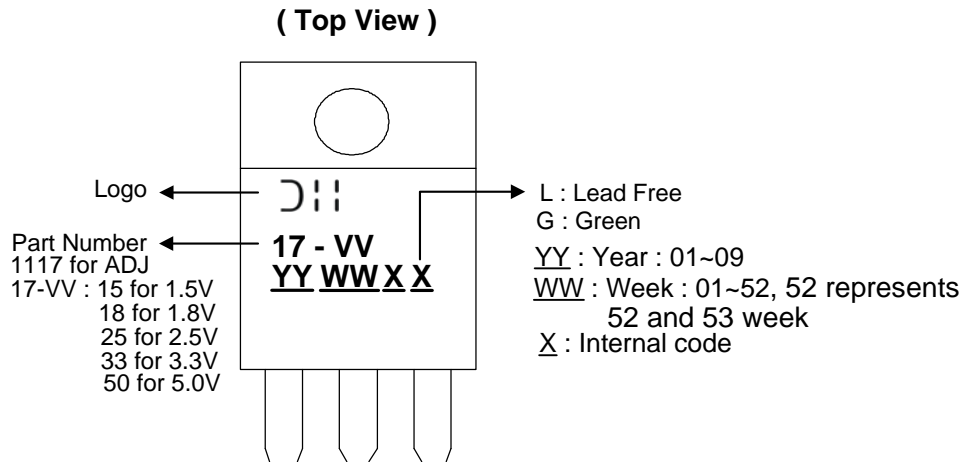 ( Top View )
Logo
Part Number
1117 for ADJ
17-VV : 15 for 1.5V
18 for 1.8V
25 for 2.5V
33 for 3.3V
50 for 5.0V
17 - VV
YY WW X X
L : Lead Free
G : Green
YY : Year : 01~09
WW : Week : 01~52, 52 represents
52 and 53 week
X : Internal code